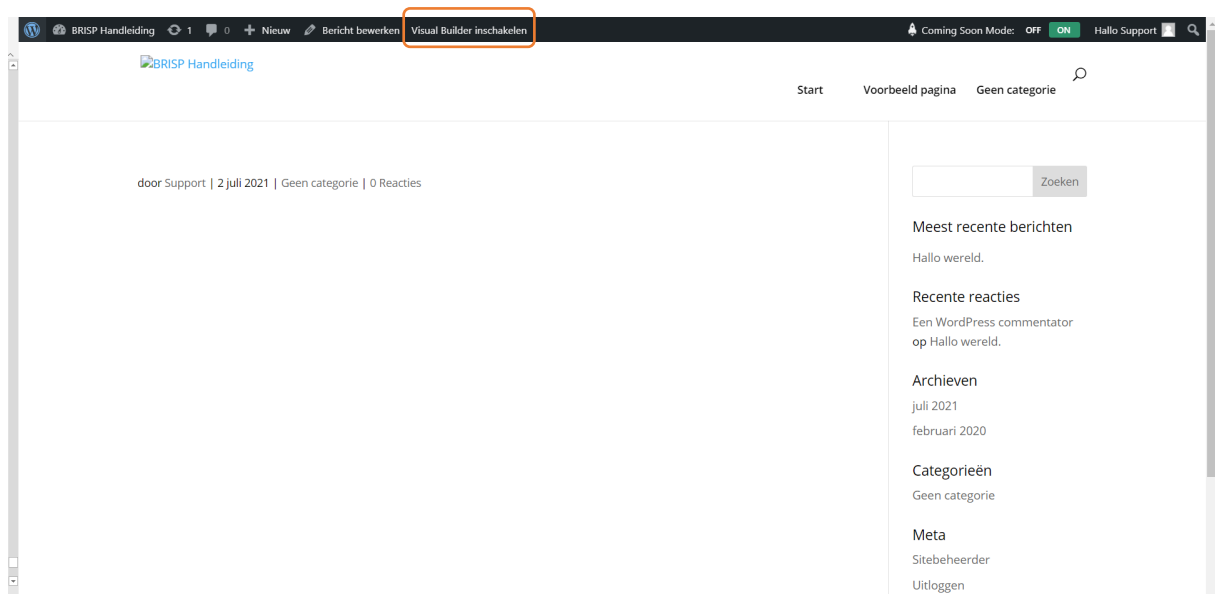 BRISP Handleiding 1 0 Nieuw Bericht bewerken Visual Builder inschakelen Coming Soon Mode: OFF ON Hallo Support
BRISP Handleiding
Start Voorbeeld pagina Geen categorie
door Support | 2 juli 2021 | Geen categorie | 0 Reacties
Zoeken
Meest recente berichten
Hallo wereld.
Recente reacties
Een WordPress commentator
op Hallo wereld.
Archieven
juli 2021
februari 2020
Categorieën
Geen categorie
Meta
Sitebeheerder
Uitloggen